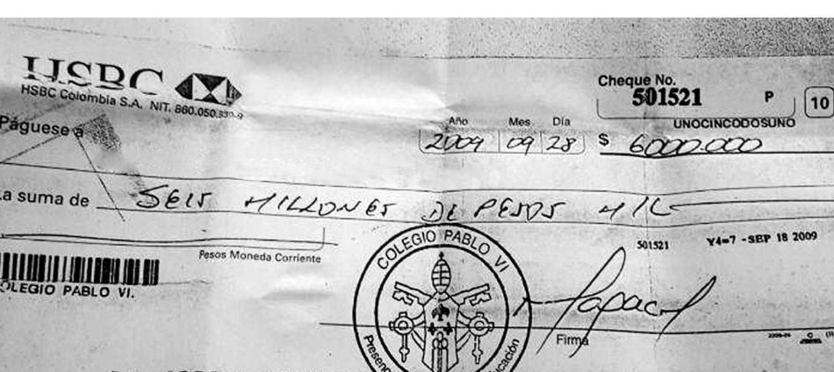 HSBC
HSBC Colombia S.A. NIT. 860.050.
Cheque No.
501521 P 10
UNOCINCODOSUNO
Año Mes Día
2009 09 28 $ 6000.000
Páguese a
La suma de SEIS MILLONES DE PESOS M/C
Pesos Moneda Corriente
501521 Y4=7 - SEP 18 2009
COLEGIO PABLO VI
OLEGIO PABLO VI.
Firma